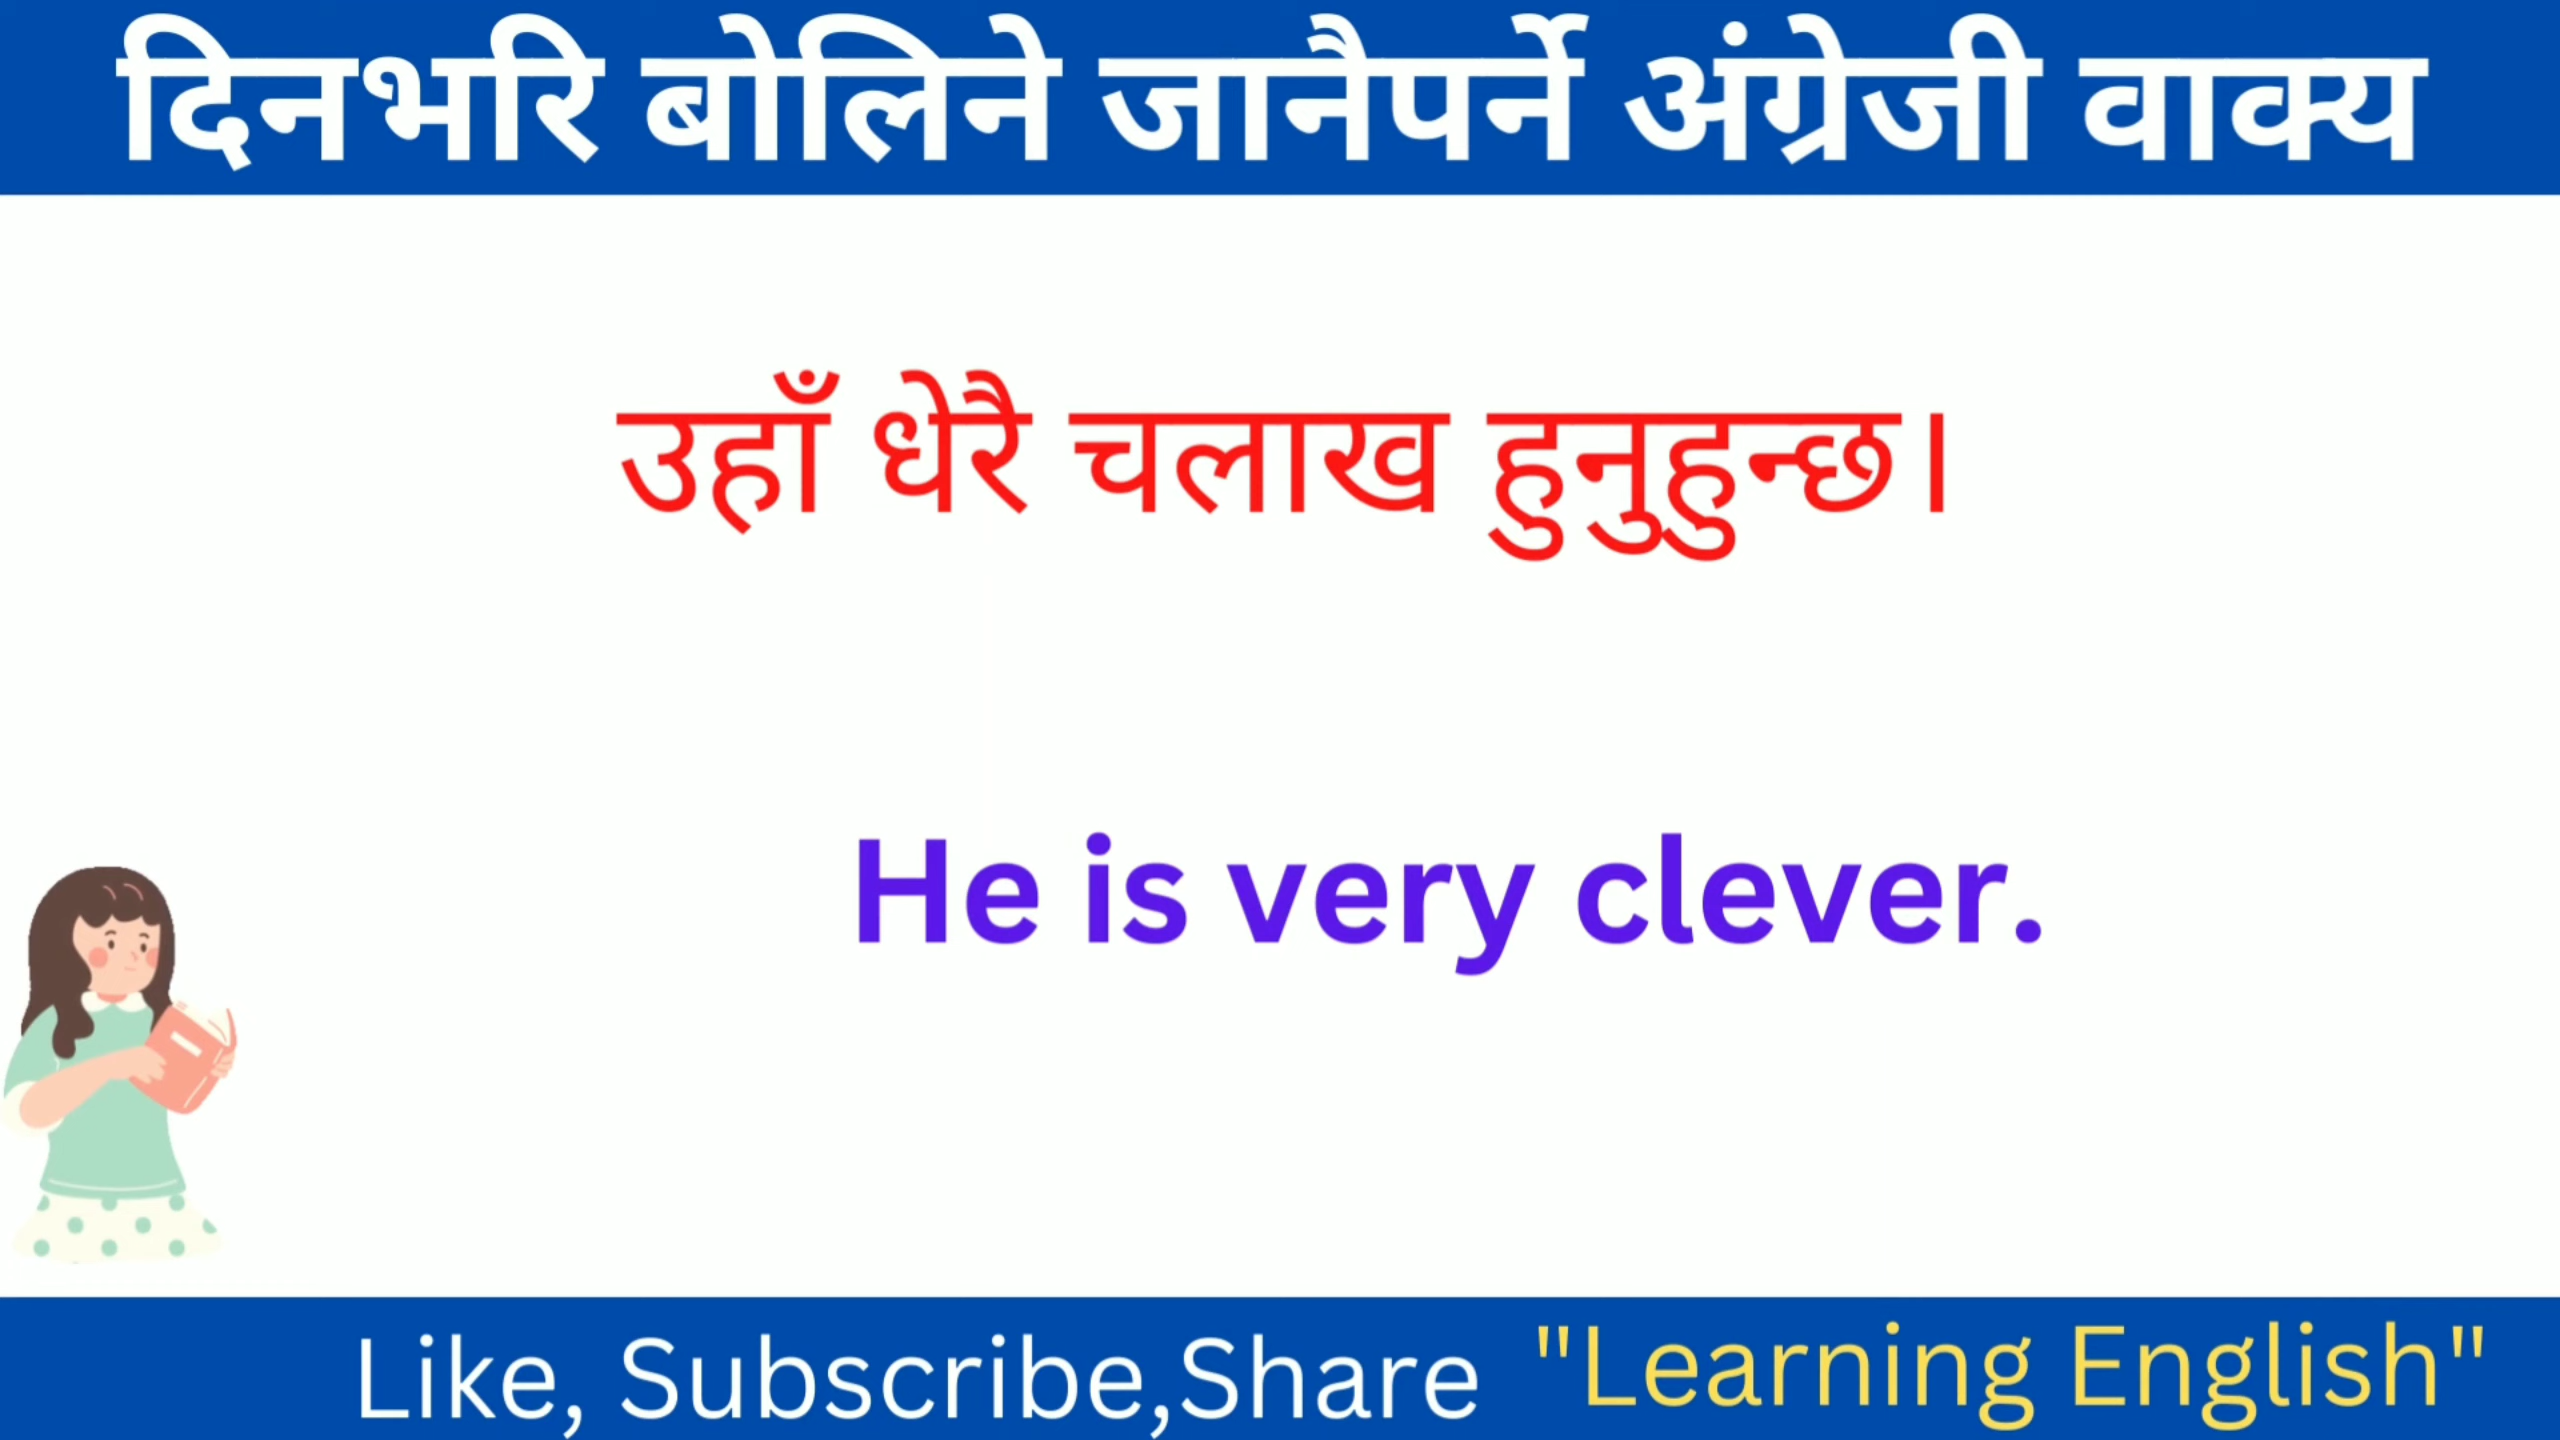 दिनभरि बोलिने जानैपर्ने अंग्रेजी वाक्य
उहाँ धेरै चलाख हुनुहुन्छ।
He is very clever.
Like, Subscribe,Share "Learning English"